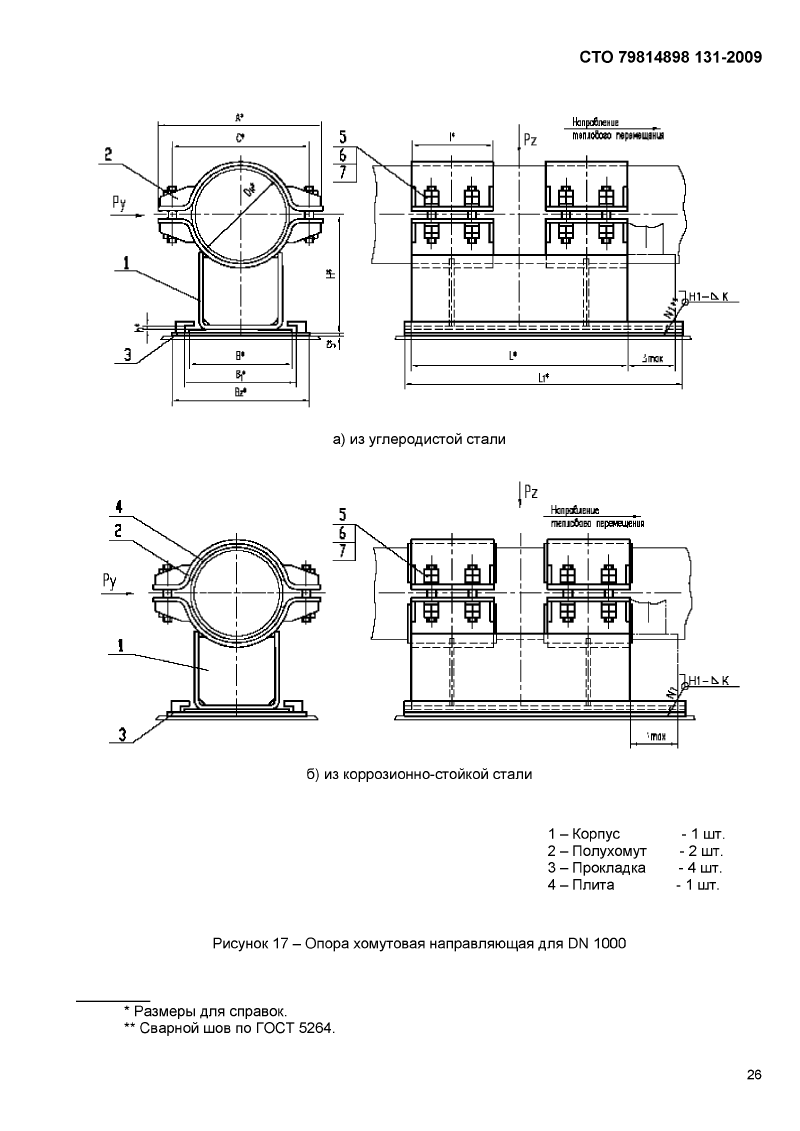 СТО 79814898 131-2009
A*
C*
2
Dн*
Ру
1
H*
h*
3
B*
B1*
B2*
5
6
7
l*
Pz
Направление
теплового перемещения
N1**
H1–⊿ K
L*
Δmax
L1*
а) из углеродистой стали
4
2
Ру
1
3
5
6
7
Pz
Направление
теплового перемещения
N1
H1–⊿ K
max
б) из коррозионно-стойкой стали
1 – Корпус - 1 шт.
2 – Полухомут - 2 шт.
3 – Прокладка - 4 шт.
4 – Плита - 1 шт.
Рисунок 17 – Опора хомутовая направляющая для DN 1000
* Размеры для справок.
** Сварной шов по ГОСТ 5264.
26